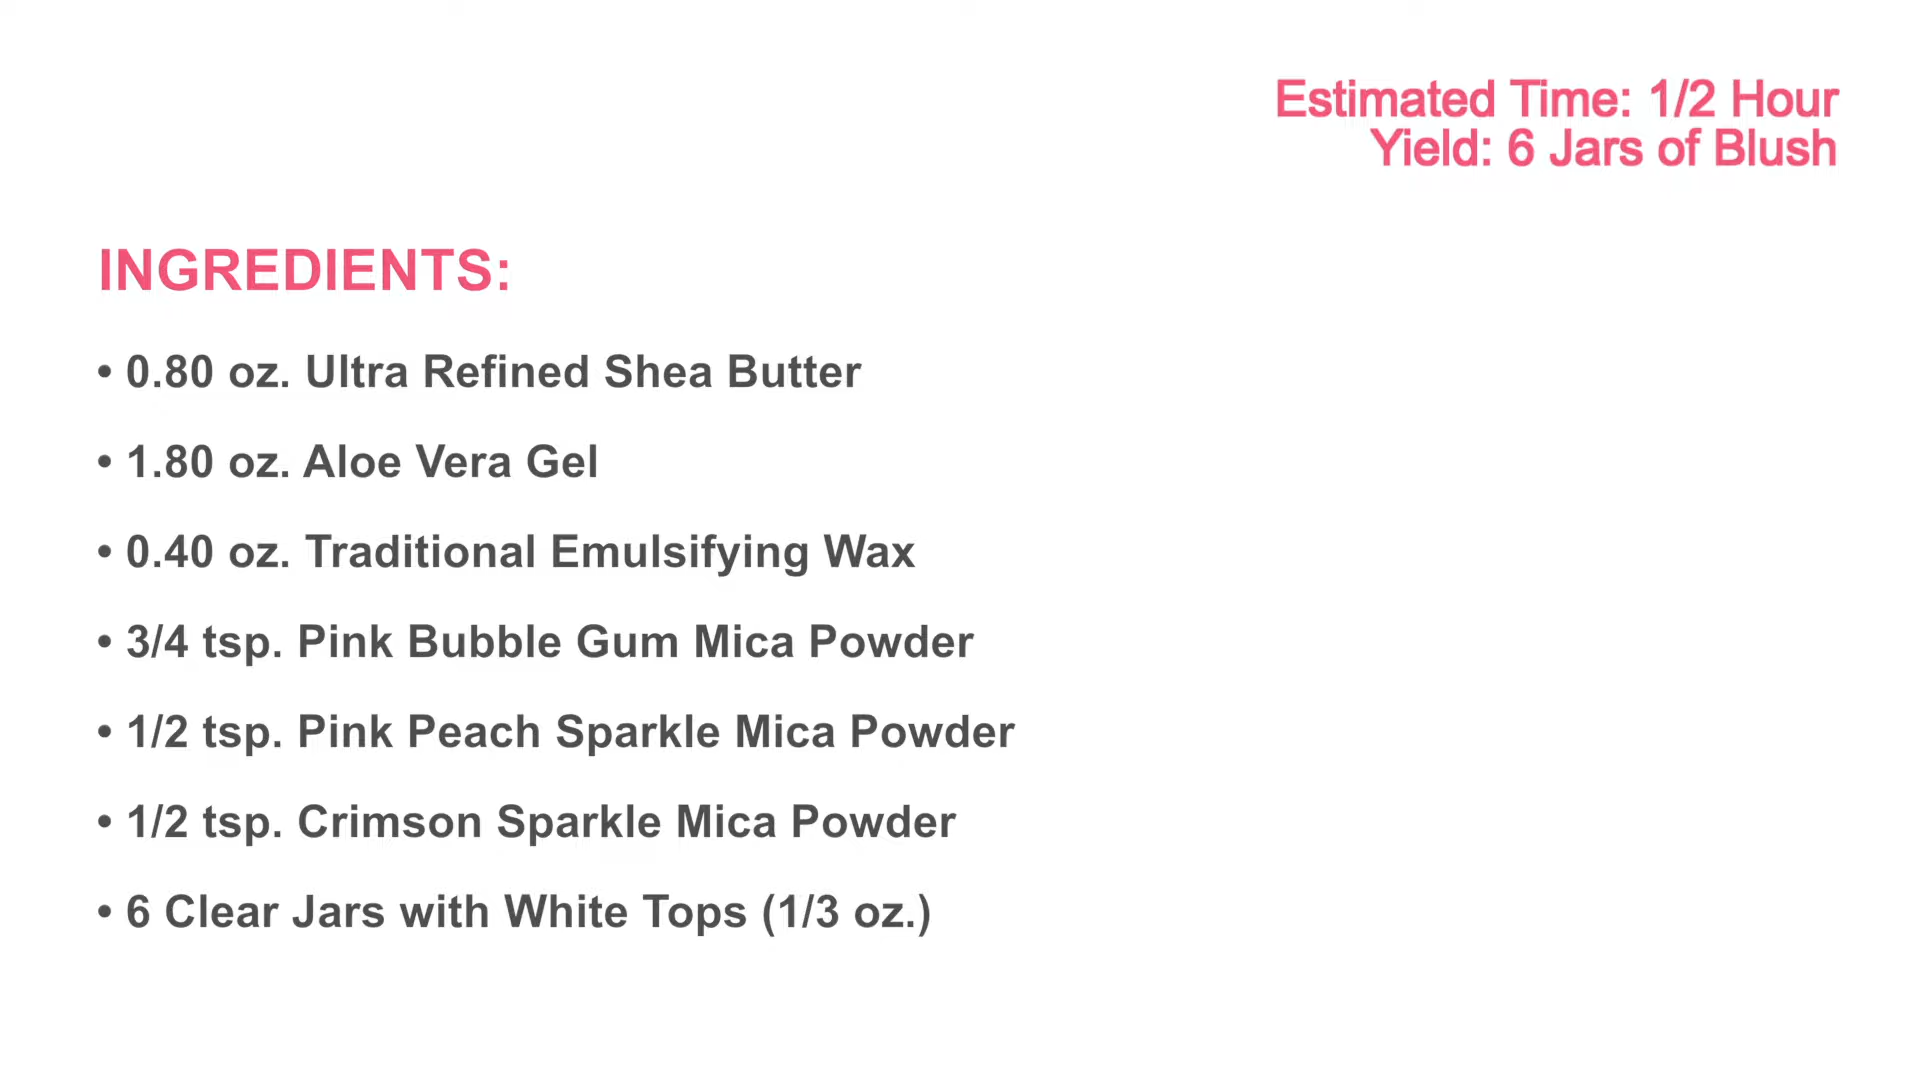 Estimated Time: 1/2 Hour
Yield: 6 Jars of Blush
INGREDIENTS:
• 0.80 oz. Ultra Refined Shea Butter
• 1.80 oz. Aloe Vera Gel
• 0.40 oz. Traditional Emulsifying Wax
• 3/4 tsp. Pink Bubble Gum Mica Powder
• 1/2 tsp. Pink Peach Sparkle Mica Powder
• 1/2 tsp. Crimson Sparkle Mica Powder
• 6 Clear Jars with White Tops (1/3 oz.)